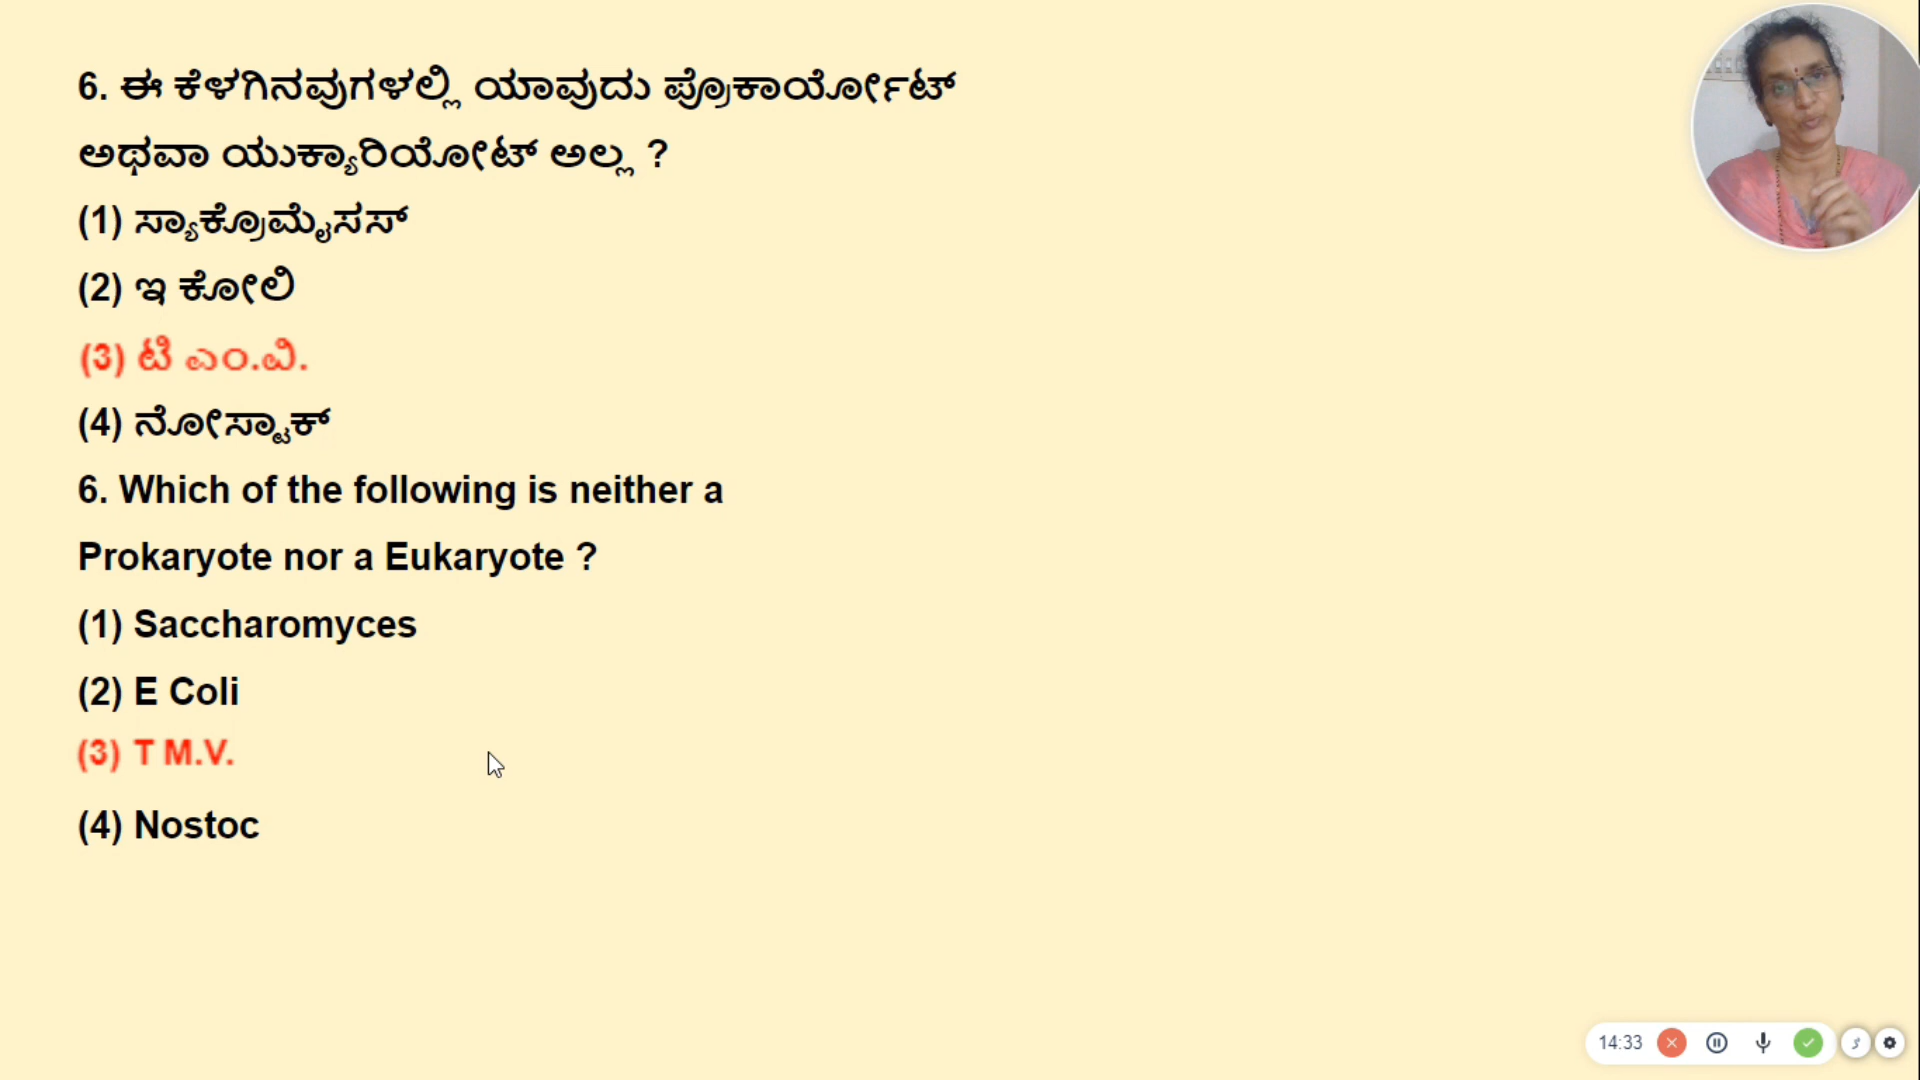 6. ಈ ಕೆಳಗಿನವುಗಳಲ್ಲಿ ಯಾವುದು ಪ್ರೊಕಾರ್ಯೋಟ್
ಅಥವಾ ಯುಕ್ಯಾರಿಯೋಟ್ ಅಲ್ಲ ?
(1) ಸ್ಯಾಕ್ರೊಮೈಸಸ್
(2) ಇ ಕೋಲಿ
(3) ಟಿ ಎಂ.ವಿ.
(4) ನೋಸ್ಟಾಕ್
6. Which of the following is neither a
Prokaryote nor a Eukaryote ?
(1) Saccharomyces
(2) E Coli
(3) T M.V.
(4) Nostoc
14:33